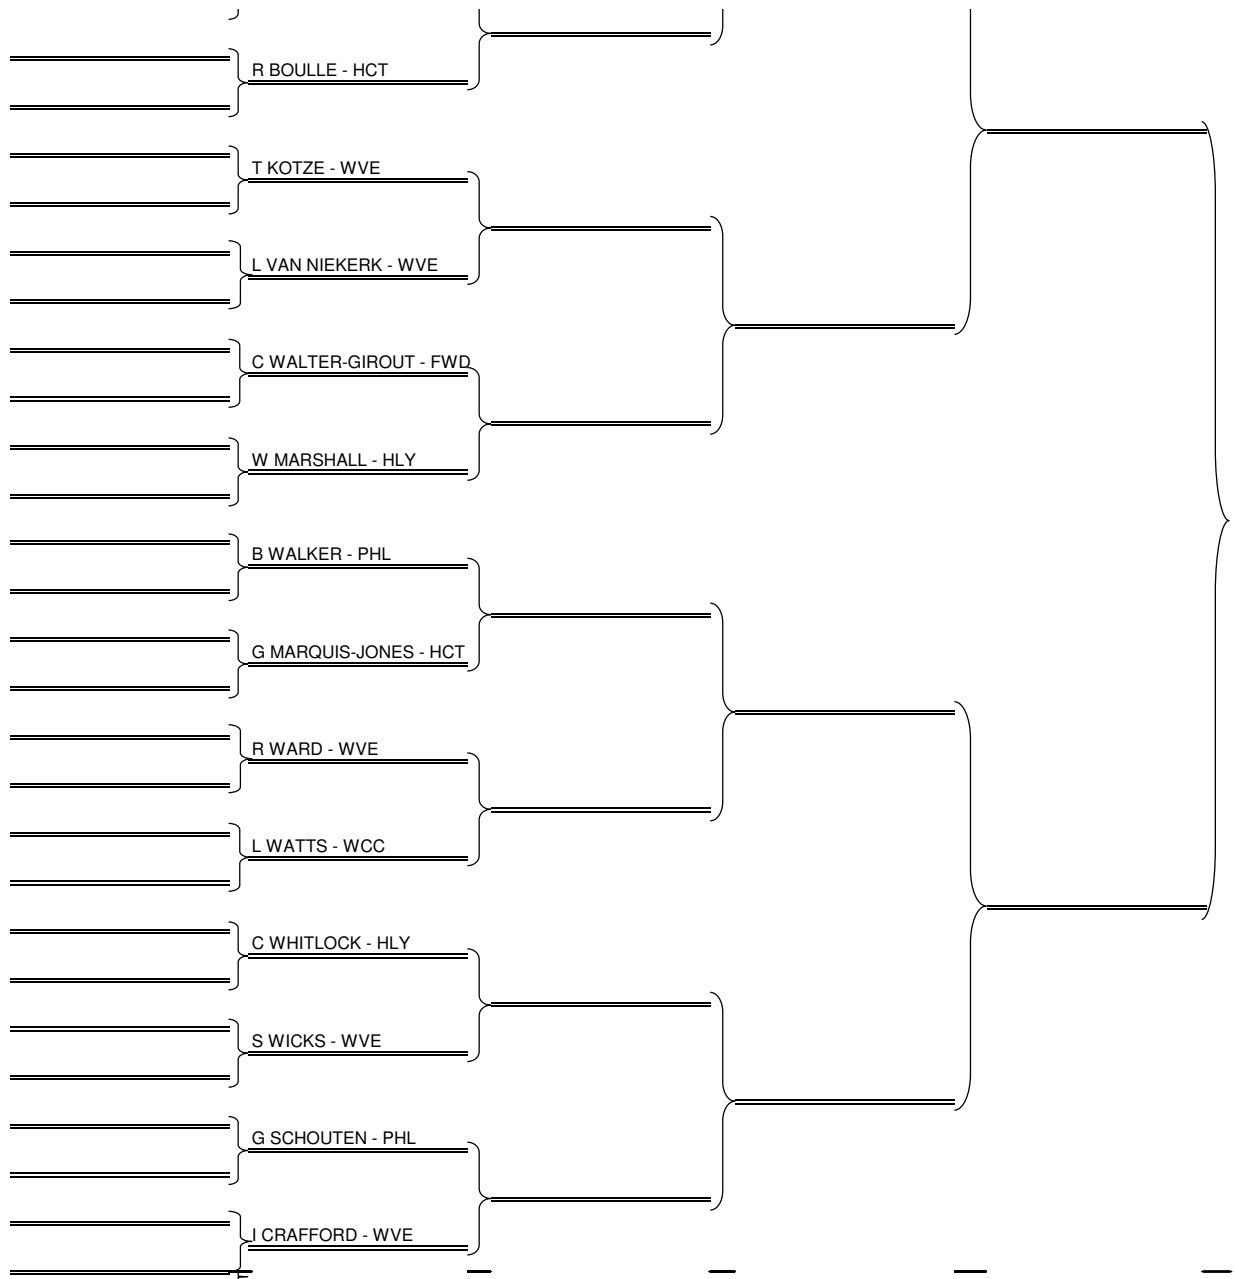 R BOULLE - HCT
T KOTZE - WVE
L VAN NIEKERK - WVE
C WALTER-GIROUT - FWD
W MARSHALL - HLY
B WALKER - PHL
G MARQUIS-JONES - HCT
R WARD - WVE
L WATTS - WCC
C WHITLOCK - HLY
S WICKS - WVE
G SCHOUTEN - PHL
I CRAFFORD - WVE